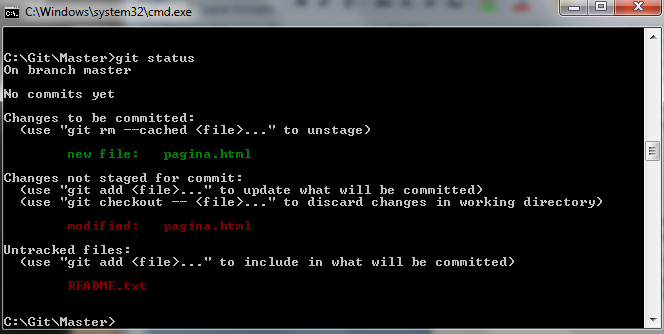 C:\Windows\system32\cmd.exe
C:\Git\Master>git status
On branch master
No commits yet
Changes to be committed:
  (use "git rm --cached <file>..." to unstage)
        new file:   pagina.html
Changes not staged for commit:
  (use "git add <file>..." to update what will be committed)
  (use "git checkout -- <file>..." to discard changes in working directory)
        modified:   pagina.html
Untracked files:
  (use "git add <file>..." to include in what will be committed)
        README.txt
C:\Git\Master>